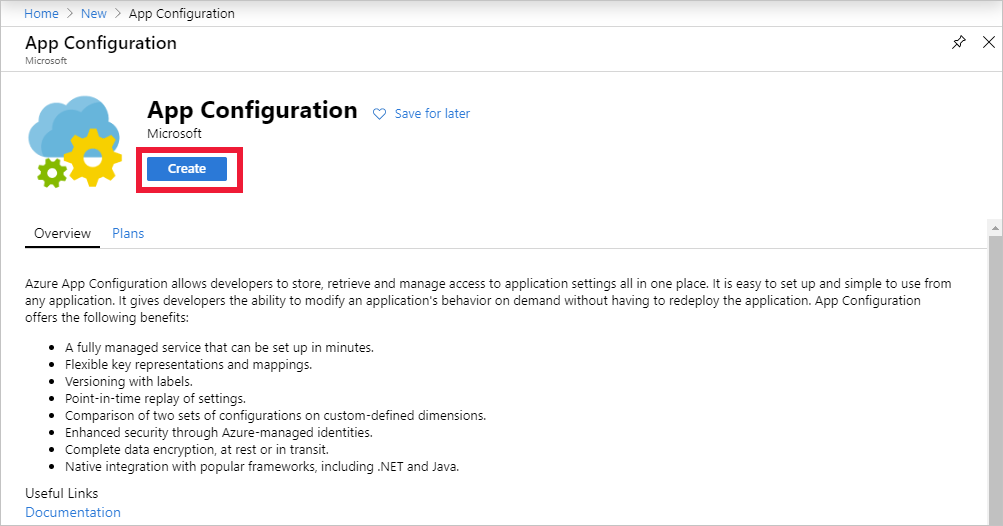 Home > New > App Configuration
App Configuration
Microsoft
App Configuration
Save for later
Microsoft
Create
Overview
Plans
Azure App Configuration allows developers to store, retrieve and manage access to application settings all in one place. It is easy to set up and simple to use from
any application. It gives developers the ability to modify an application's behavior on demand without having to redeploy the application. App Configuration
offers the following benefits:
• A fully managed service that can be set up in minutes.
• Flexible key representations and mappings.
• Versioning with labels.
• Point-in-time replay of settings.
• Comparison of two sets of configurations on custom-defined dimensions.
• Enhanced security through Azure-managed identities.
• Complete data encryption, at rest or in transit.
• Native integration with popular frameworks, including .NET and Java.
Useful Links
Documentation